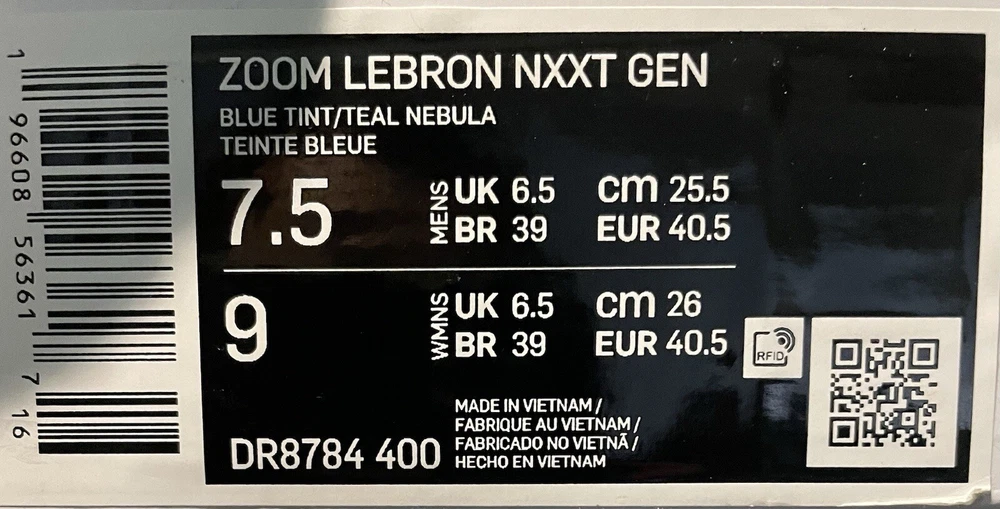 ZOOM LEBRON NXXT GEN
BLUE TINT/TEAL NEBULA
TEINTE BLEUE
7.5 MENS UK 6.5 cm 25.5
BR 39 EUR 40.5
9 WMNS UK 6.5 cm 26
BR 39 EUR 40.5
RFID
DR8784 400
MADE IN VIETNAM /
FABRIQUE AU VIETNAM /
FABRICADO NO VIETNÃ /
HECHO EN VIETNAM
1 96608 56361 7 16